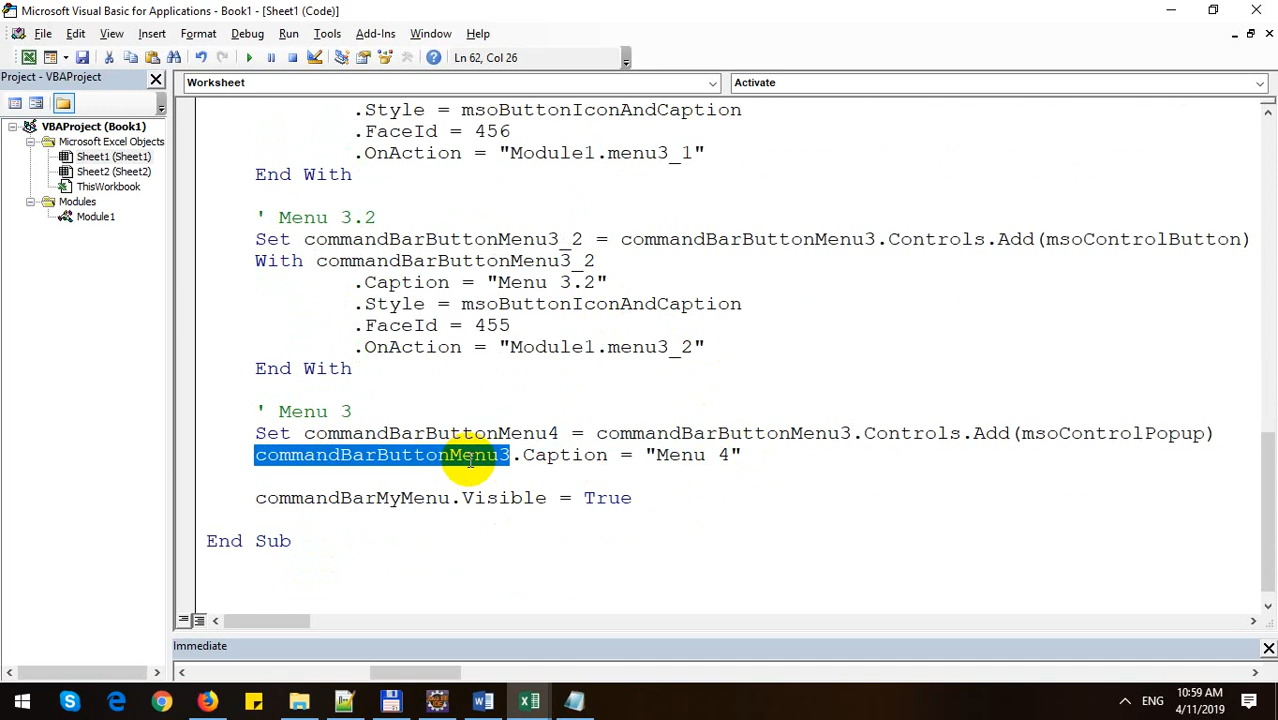 Microsoft Visual Basic for Applications - Book1 - [Sheet1 (Code)]
File Edit View Insert Format Debug Run Tools Add-Ins Window Help
Ln 62, Col 26
Project - VBAProject
Worksheet
Activate
VBAProject (Book1)
Microsoft Excel Objects
Sheet1 (Sheet1)
Sheet2 (Sheet2)
ThisWorkbook
Modules
Module1
.Style = msoButtonIconAndCaption
.FaceId = 456
.OnAction = "Module1.menu3_1"
End With
' Menu 3.2
Set commandBarButtonMenu3_2 = commandBarButtonMenu3.Controls.Add(msoControlButton)
With commandBarButtonMenu3_2
.Caption = "Menu 3.2"
.Style = msoButtonIconAndCaption
.FaceId = 455
.OnAction = "Module1.menu3_2"
End With
' Menu 3
Set commandBarButtonMenu4 = commandBarButtonMenu3.Controls.Add(msoControlPopup)
commandBarButtonMenu3.Caption = "Menu 4"
commandBarMyMenu.Visible = True
End Sub
Immediate
ENG
10:59 AM
4/11/2019